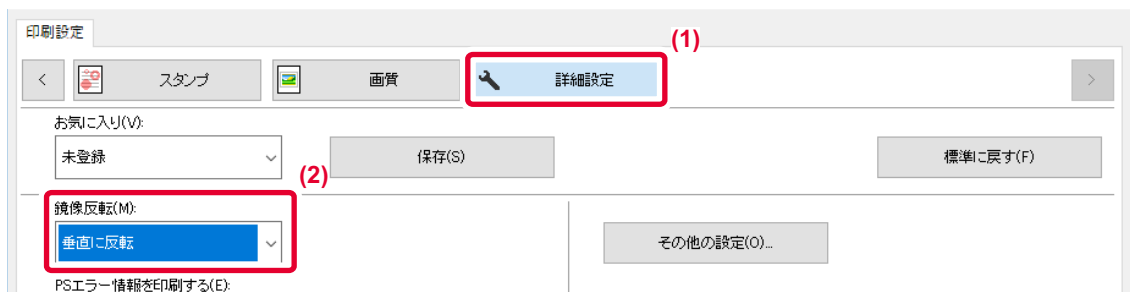 印刷設定
(1)
< スタンプ 画質 詳細設定 >
お気に入り(V):
未登録 保存(S) 標準に戻す(F)
(2)
鏡像反転(M):
垂直に反転 その他の設定(O)...
PSエラー情報を印刷する(E):